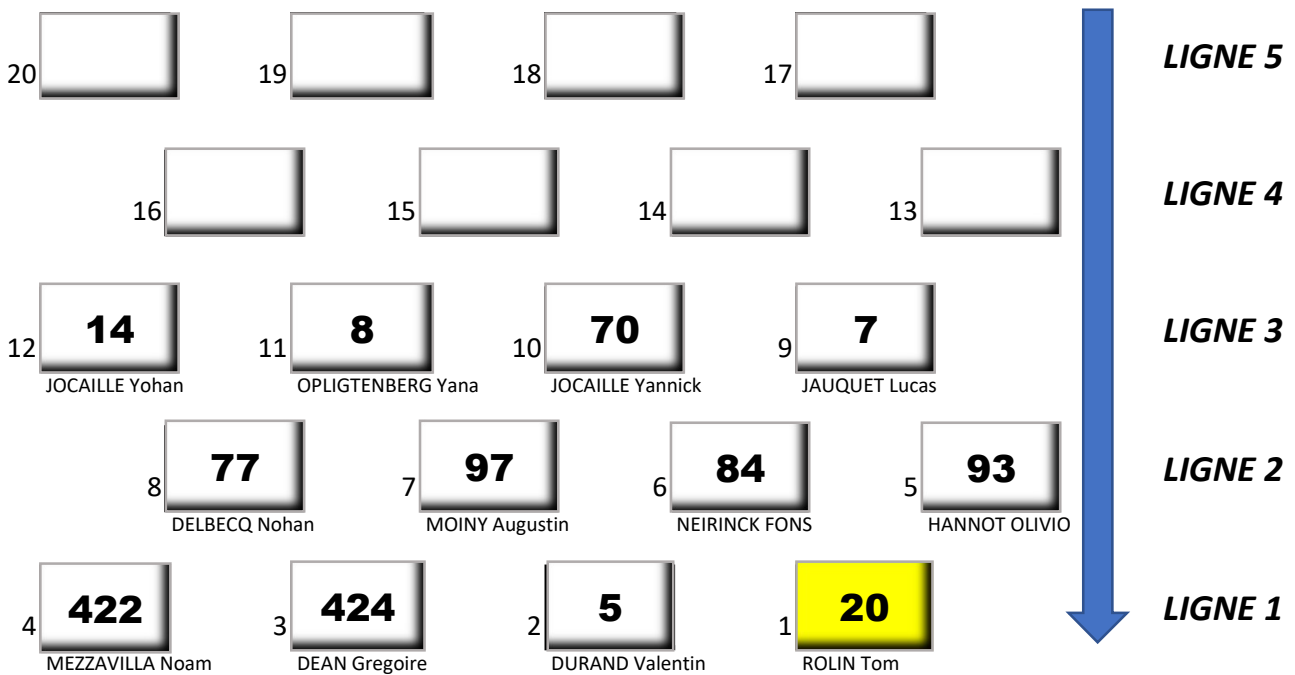 20 19 18 17 LIGNE 5
16 15 14 13 LIGNE 4
12 14 11 8 10 70 9 7 LIGNE 3
JOCAILLE Yohan OPLIGTENBERG Yana JOCAILLE Yannick JAUQUET Lucas
8 77 7 97 6 84 5 93 LIGNE 2
DELBECQ Nohan MOINY Augustin NEIRINCK FONS HANNOT OLIVIO
4 422 3 424 2 5 1 20 LIGNE 1
MEZZAVILLA Noam DEAN Gregoire DURAND Valentin ROLIN Tom